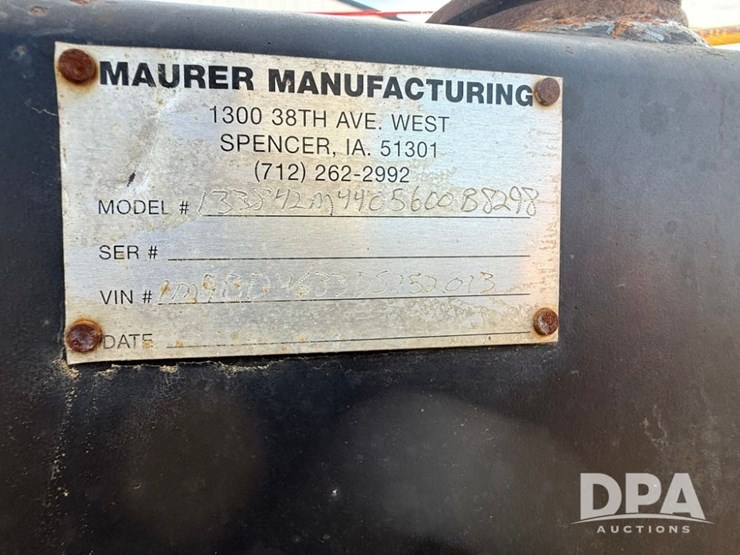 MAURER MANUFACTURING
1300 38TH AVE. WEST
SPENCER, IA. 51301
(712) 262-2992
MODEL #
SER #
VIN #
DATE
DPA
AUCTIONS